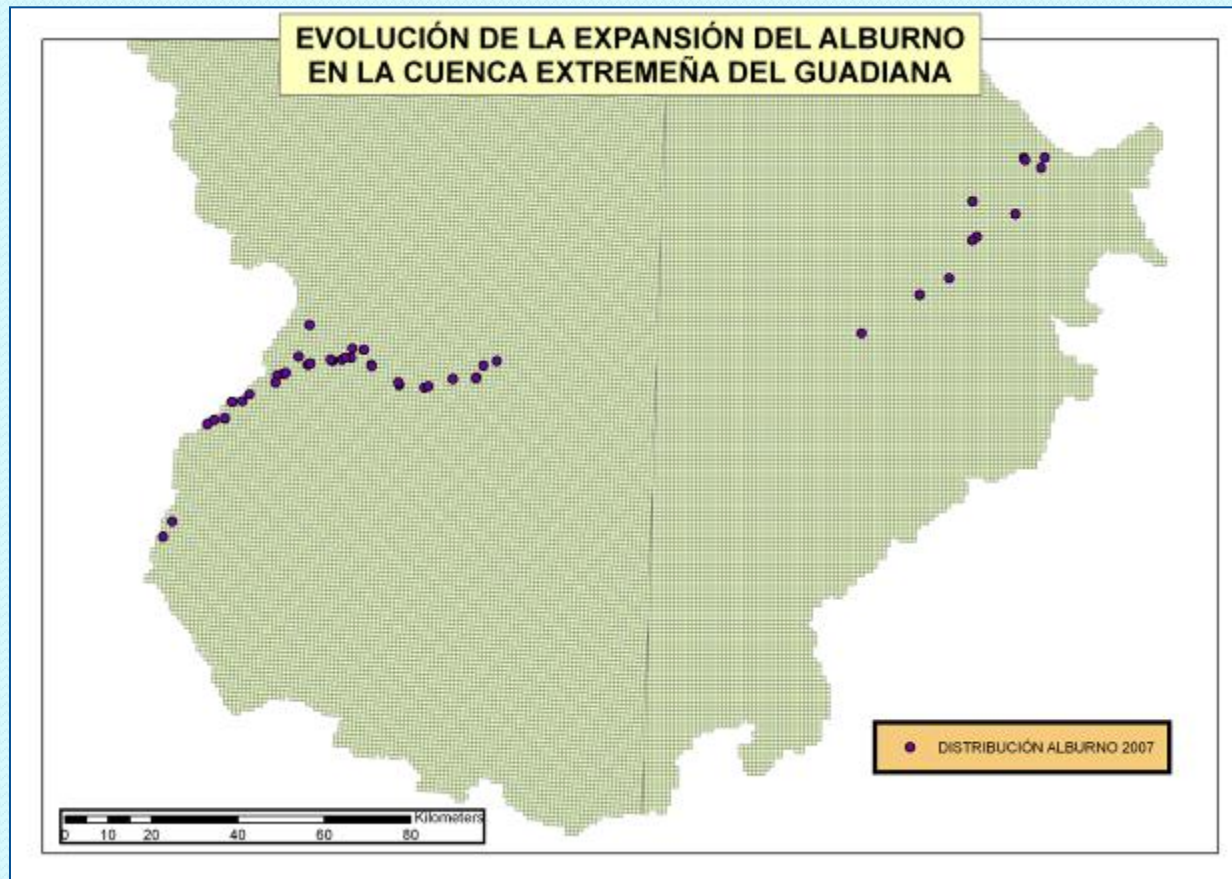 EVOLUCIÓN DE LA EXPANSIÓN DEL ALBURNO
EN LA CUENCA EXTREMEÑA DEL GUADIANA
DISTRIBUCIÓN ALBURNO 2007
Kilometers
0 10 20 40 60 80